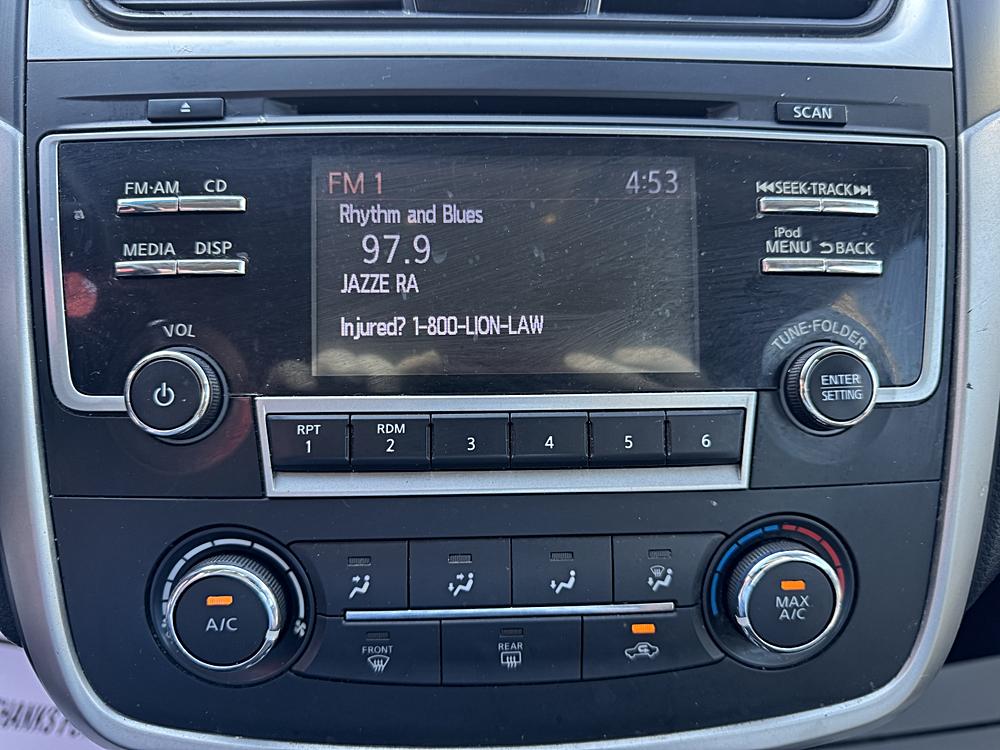 SCAN
FM·AM CD
FM 1 4:53
SEEK·TRACK
Rhythm and Blues
97.9
JAZZE RA
Injured? 1-800-LION-LAW
MEDIA DISP
iPod
MENU BACK
VOL
TUNE·FOLDER
ENTER
SETTING
RPT
1
RDM
2
3
4
5
6
A/C
MAX
A/C
FRONT
REAR
THANKS